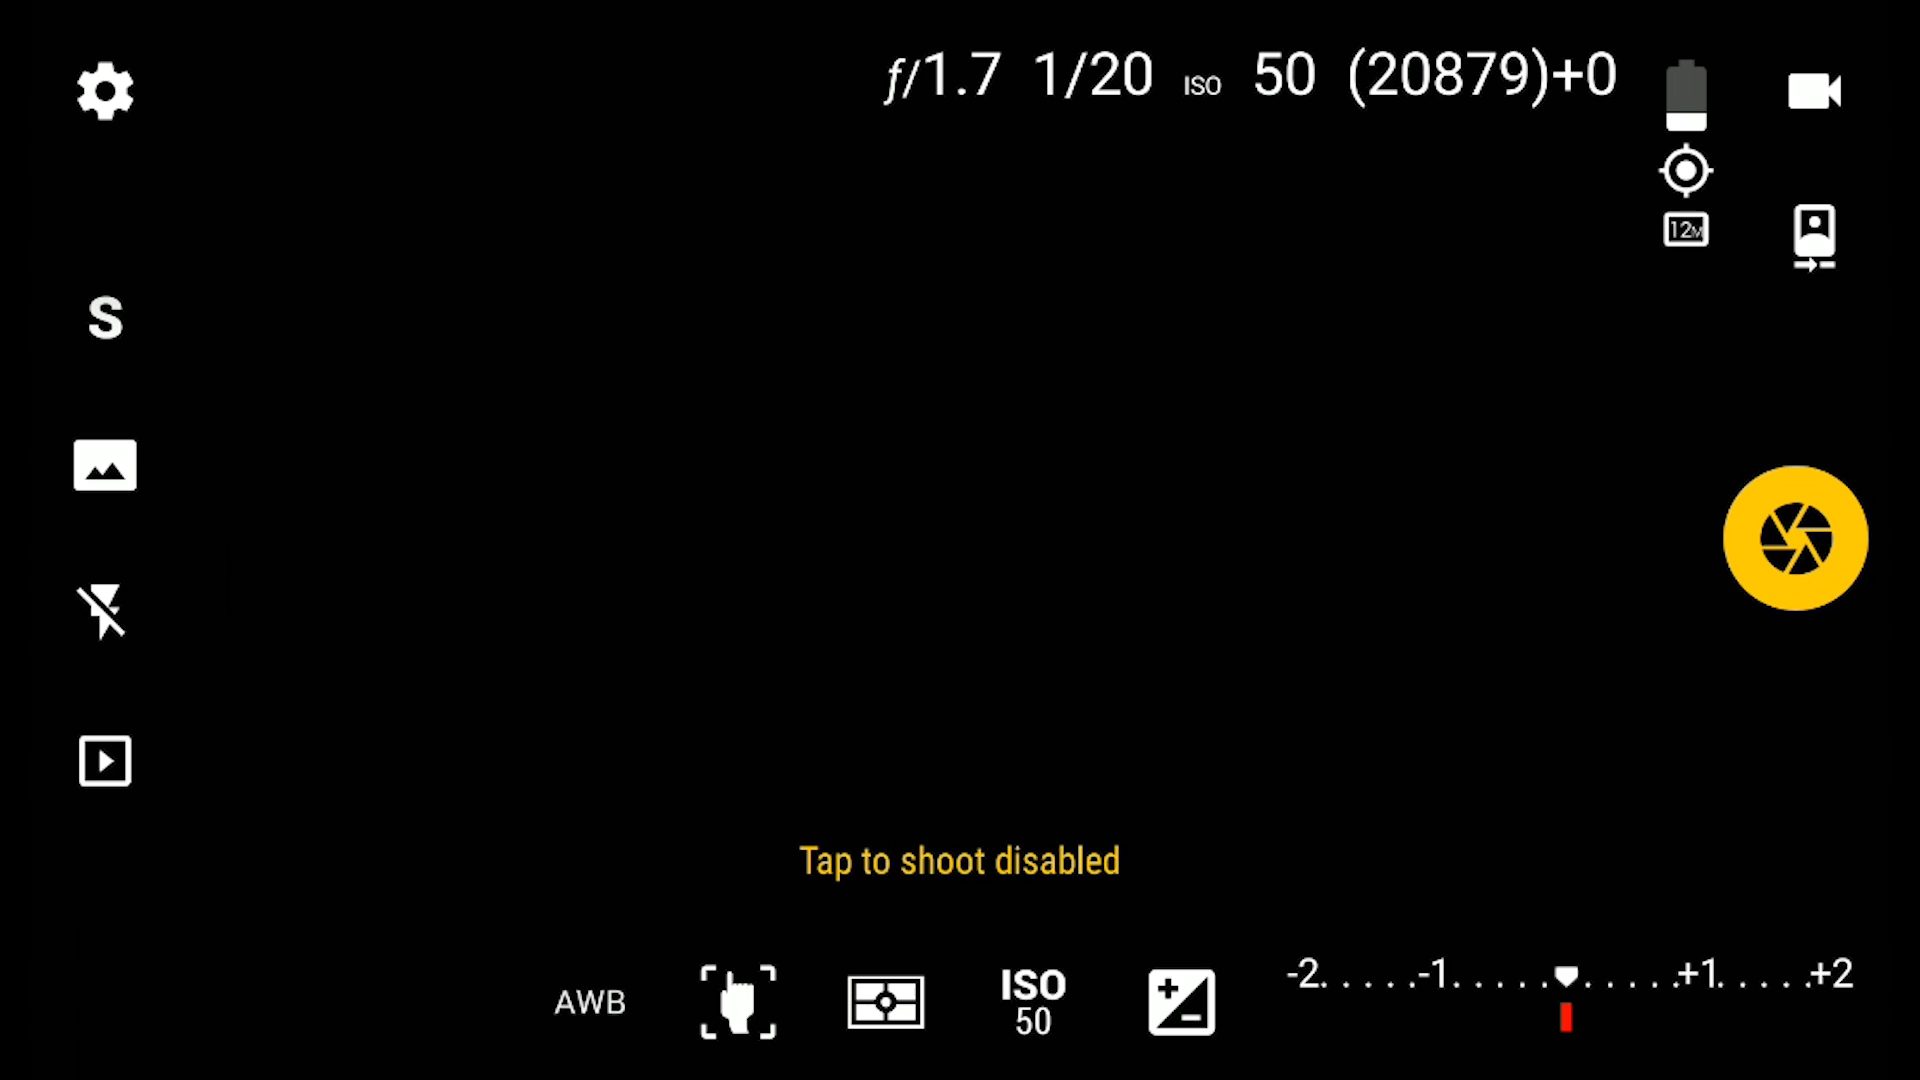 f/1.7 1/20 ISO 50 (20879)+0
12M
S
Tap to shoot disabled
-2.....-1..... .....+1.....+2
AWB
ISO
50